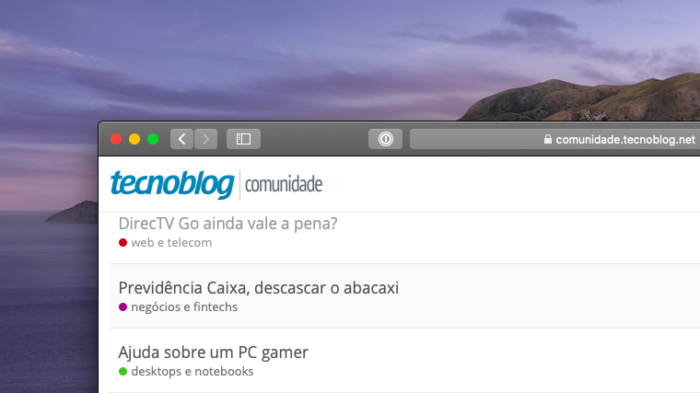 comunidade.tecnoblog.net
tecnoblog comunidade
DirecTV Go ainda vale a pena?
web e telecom
Previdência Caixa, descascar o abacaxi
negócios e fintechs
Ajuda sobre um PC gamer
desktops e notebooks